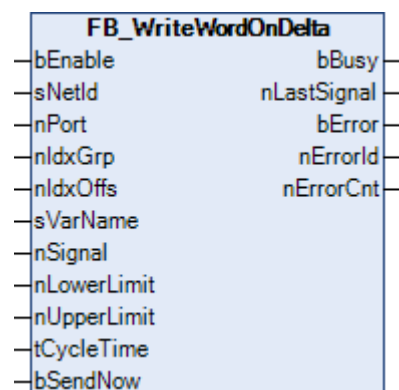 FB_WriteWordOnDelta
bEnable bBusy
sNetId nLastSignal
nPort bError
nIdxGrp nErrorId
nIdxOffs nErrorCnt
sVarName
nSignal
nLowerLimit
nUpperLimit
tCycleTime
bSendNow